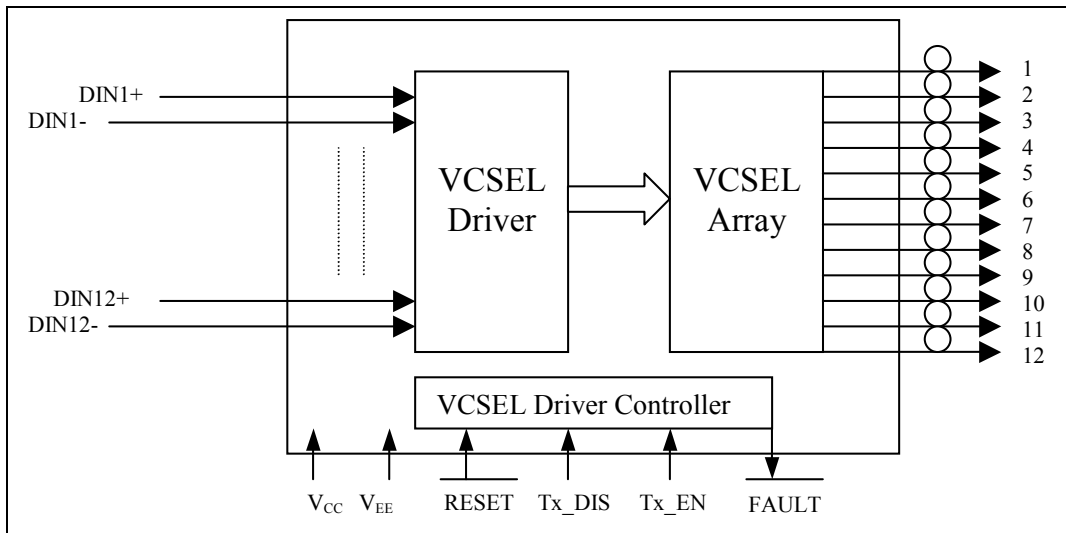 DIN1+
DIN1-
DIN12+
DIN12-
VCSEL
Driver
VCSEL
Array
1
2
3
4
5
6
7
8
9
10
11
12
VCSEL Driver Controller
VCC
VEE
RESET
Tx_DIS
Tx_EN
FAULT